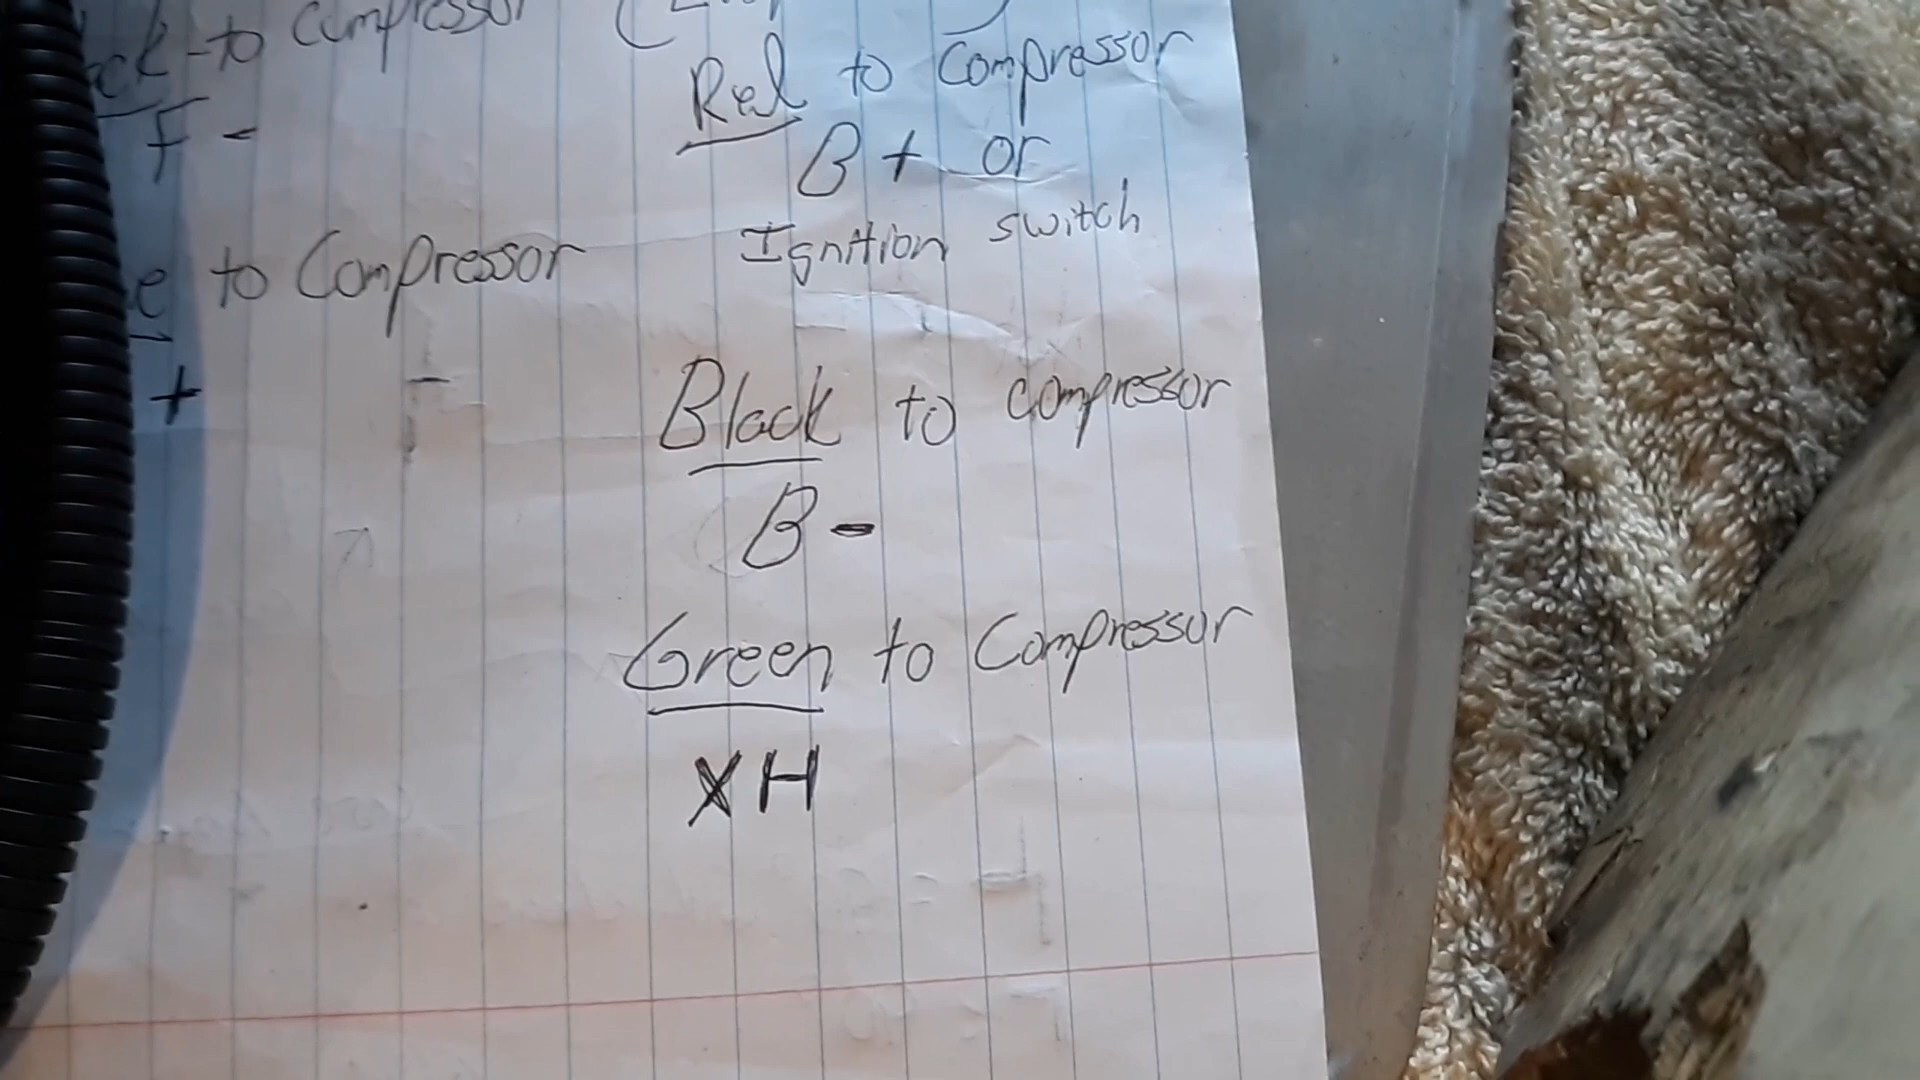 to Compressor
F -
to Compressor
+
Red to Compressor
B + or
Ignition switch
Black to compressor
B -
Green to Compressor
XH